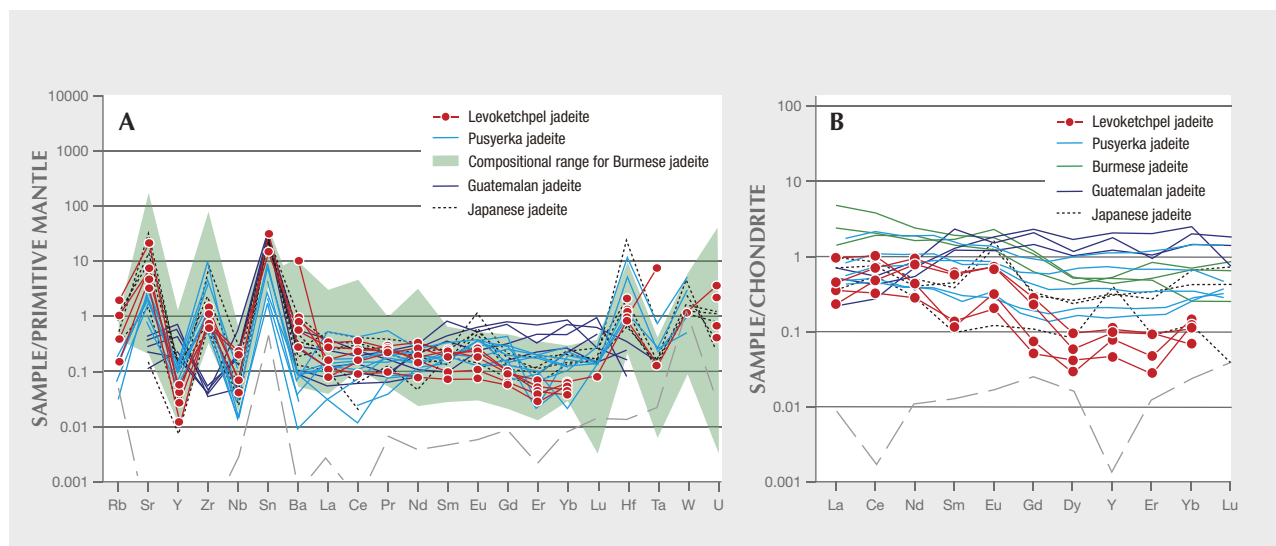 A
SAMPLE/PRIMITIVE MANTLE
10000
1000
100
10
1
0.1
0.01
0.001
Levoketchpel jadeite
Pusyerka jadeite
Compositional range for Burmese jadeite
Guatemalan jadeite
Japanese jadeite
Rb Sr Y Zr Nb Sn Ba La Ce Pr Nd Sm Eu Gd Er Yb Lu Hf Ta W U
B
SAMPLE/CHONDRITE
100
10
1
0.1
0.01
0.001
Levoketchpel jadeite
Pusyerka jadeite
Burmese jadeite
Guatemalan jadeite
Japanese jadeite
La Ce Nd Sm Eu Gd Dy Y Er Yb Lu